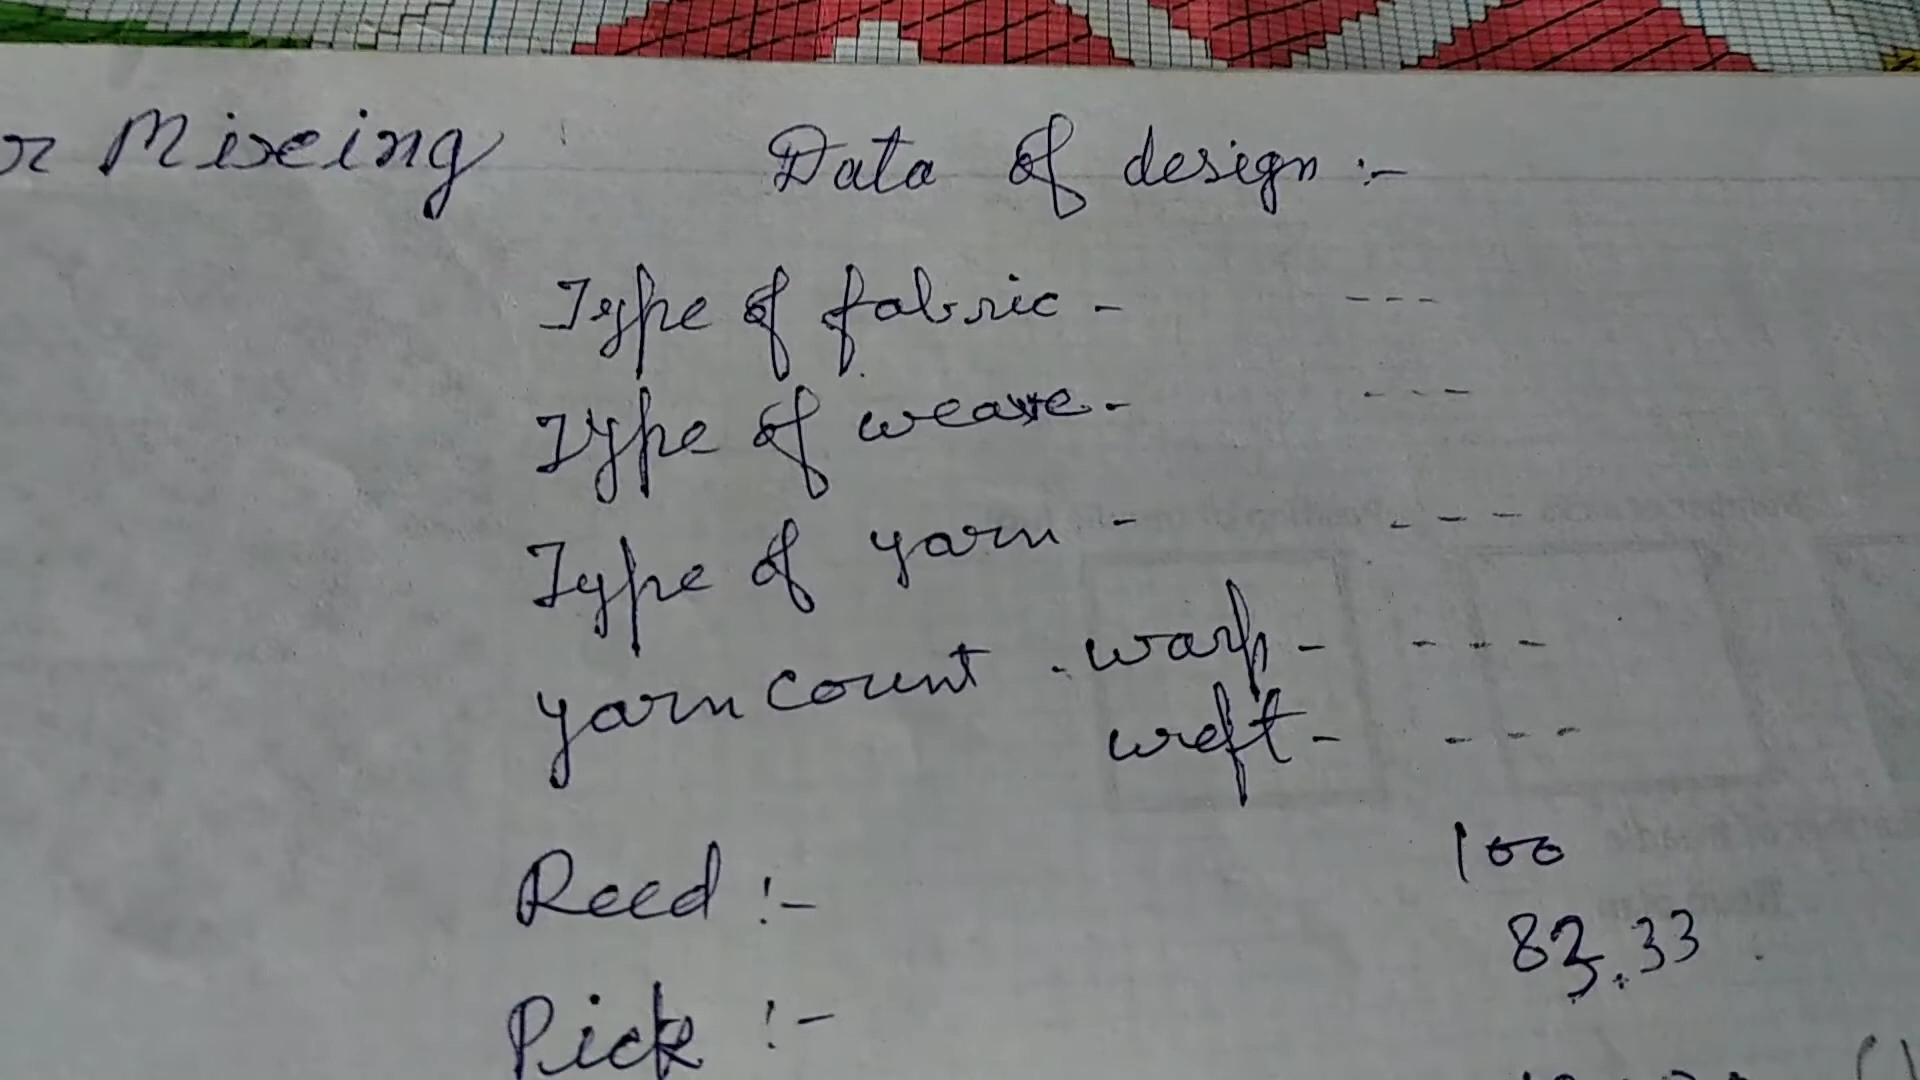 r Mixeing
Data of design :-
Type of fabric - ---
Type of weave - ---
Type of yarn - ---
yarn count - warp - ---
weft - ----
Reed :- 100
Pick :- 83.33